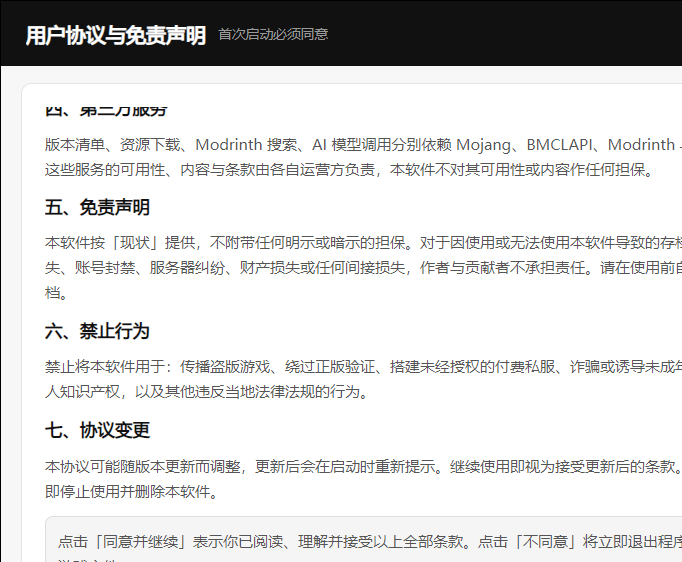 用户协议与免责声明 首次启动必须同意
四、第三方服务
版本清单、资源下载、Modrinth 搜索、AI 模型调用分别依赖 Mojang、BMCLAPI、Modrinth
这些服务的可用性、内容与条款由各自运营方负责，本软件不对其可用性或内容作任何担保。
五、免责声明
本软件按「现状」提供，不附带任何明示或暗示的担保。对于因使用或无法使用本软件导致的存档
失、账号封禁、服务器纠纷、财产损失或任何间接损失，作者与贡献者不承担责任。请在使用前自
档。
六、禁止行为
禁止将本软件用于：传播盗版游戏、绕过正版验证、搭建未经授权的付费私服、诈骗或诱导未成年
人知识产权，以及其他违反当地法律法规的行为。
七、协议变更
本协议可能随版本更新而调整，更新后会在启动时重新提示。继续使用即视为接受更新后的条款。
即停止使用并删除本软件。
点击「同意并继续」表示你已阅读、理解并接受以上全部条款。点击「不同意」将立即退出程序